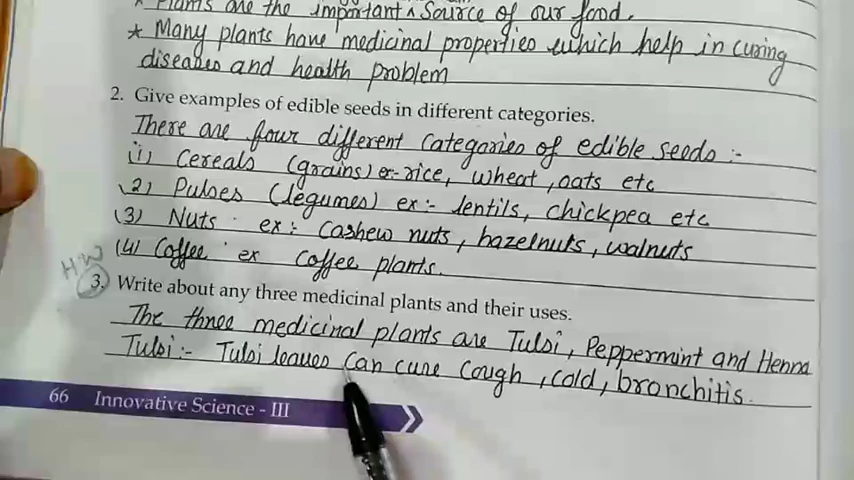 * Plants are the important ^ Source of our food.
* Many plants have medicinal properties which help in curing
diseases and health problem
2. Give examples of edible seeds in different categories.
There are four different categories of edible seeds :-
(1) Cereals (grains) ex- rice, wheat, oats etc
(2) Pulses (legumes) ex:- lentils, chickpea etc
(3) Nuts ex:- Cashew nuts, hazelnuts, walnuts
(4) Coffee ex coffee plants.
HW
3. Write about any three medicinal plants and their uses.
The three medicinal plants are Tulsi, Peppermint and Henna
Tulsi:- Tulsi leaves can cure cough, cold, bronchitis.
66 Innovative Science - III